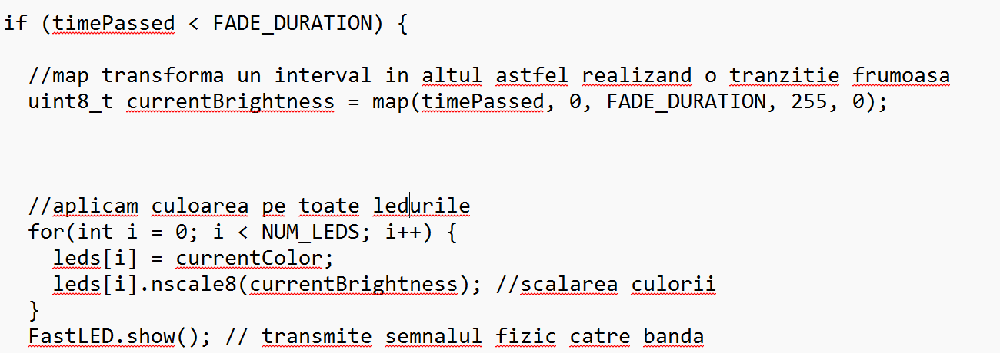 if (timePassed < FADE_DURATION) {
//map transforma un interval in altul astfel realizand o tranzitie frumoasa
uint8_t currentBrightness = map(timePassed, 0, FADE_DURATION, 255, 0);
//aplicam culoarea pe toate ledurile
for(int i = 0; i < NUM_LEDS; i++) {
leds[i] = currentColor;
leds[i].nscale8(currentBrightness); //scalarea culorii
}
FastLED.show(); // transmite semnalul fizic catre banda